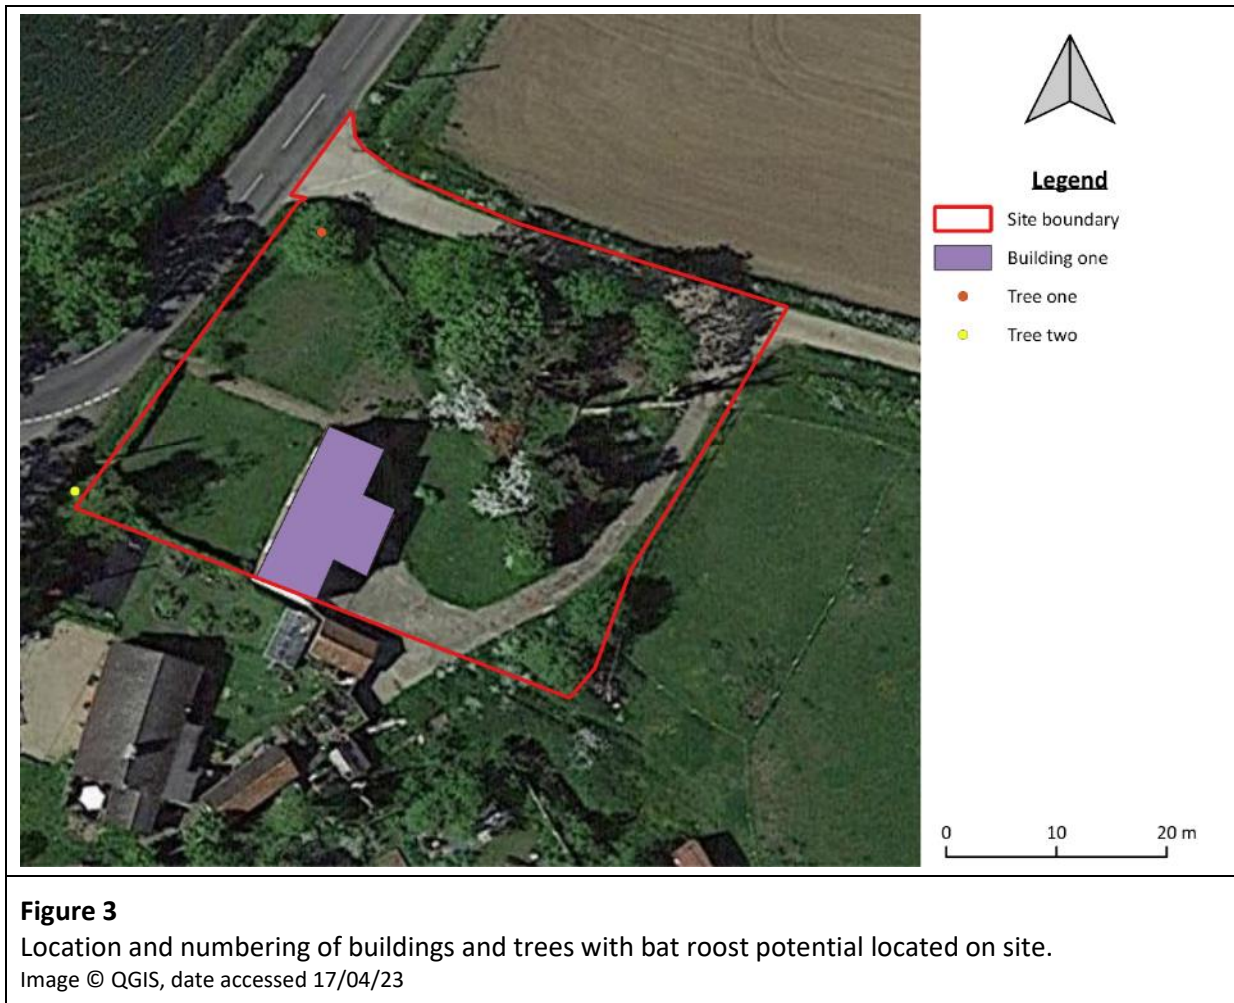 Legend
Site boundary
Building one
Tree one
Tree two
0 10 20 m
Figure 3
Location and numbering of buildings and trees with bat roost potential located on site.
Image © QGIS, date accessed 17/04/23